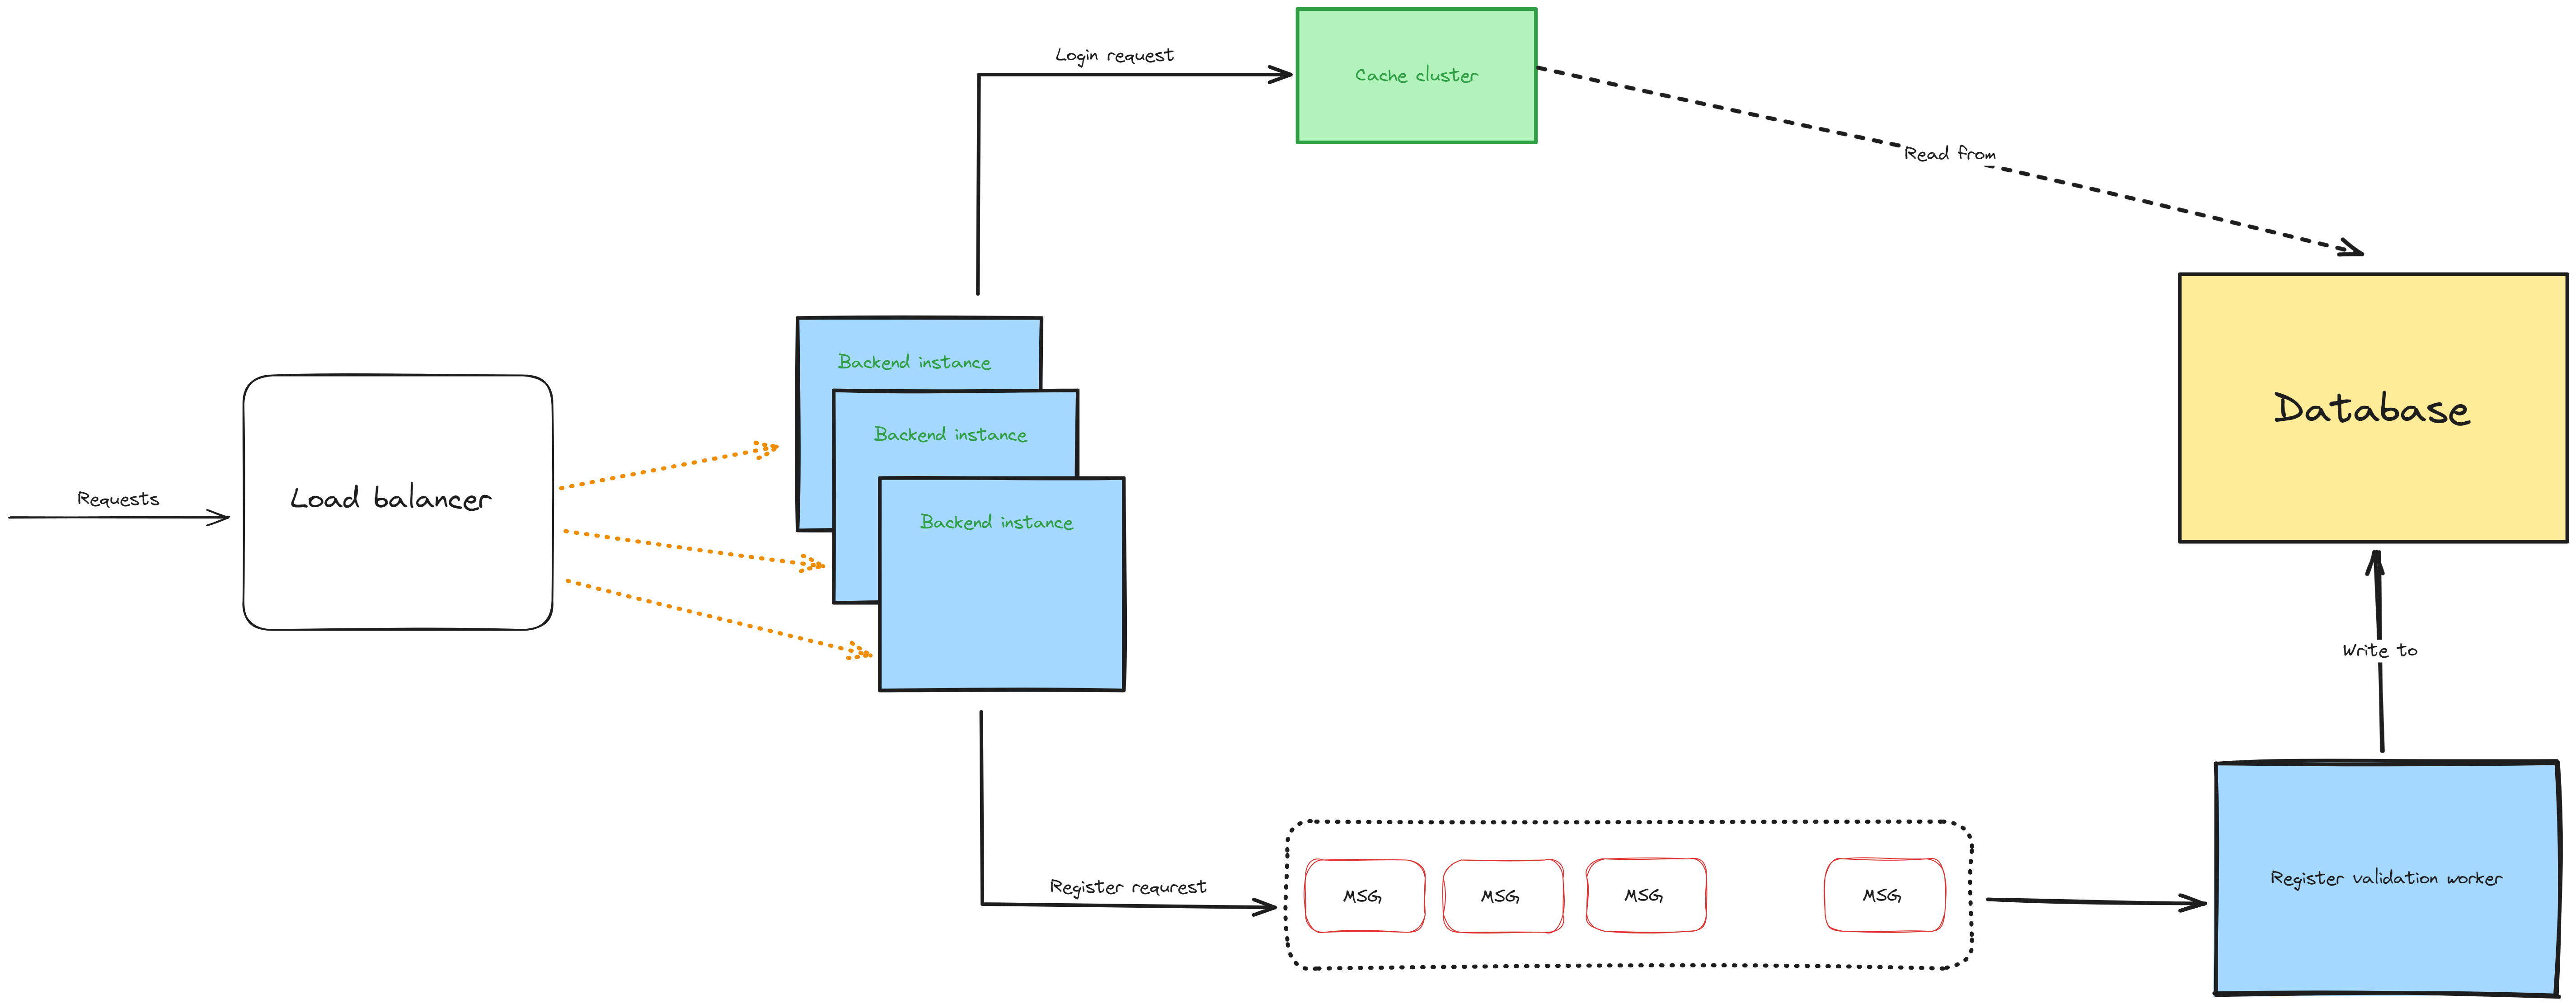 Login request
Cache cluster
Read from
Backend instance
Backend instance
Backend instance
Requests
Load balancer
Database
Write to
Register requrest
MSG
MSG
MSG
MSG
Register validation worker